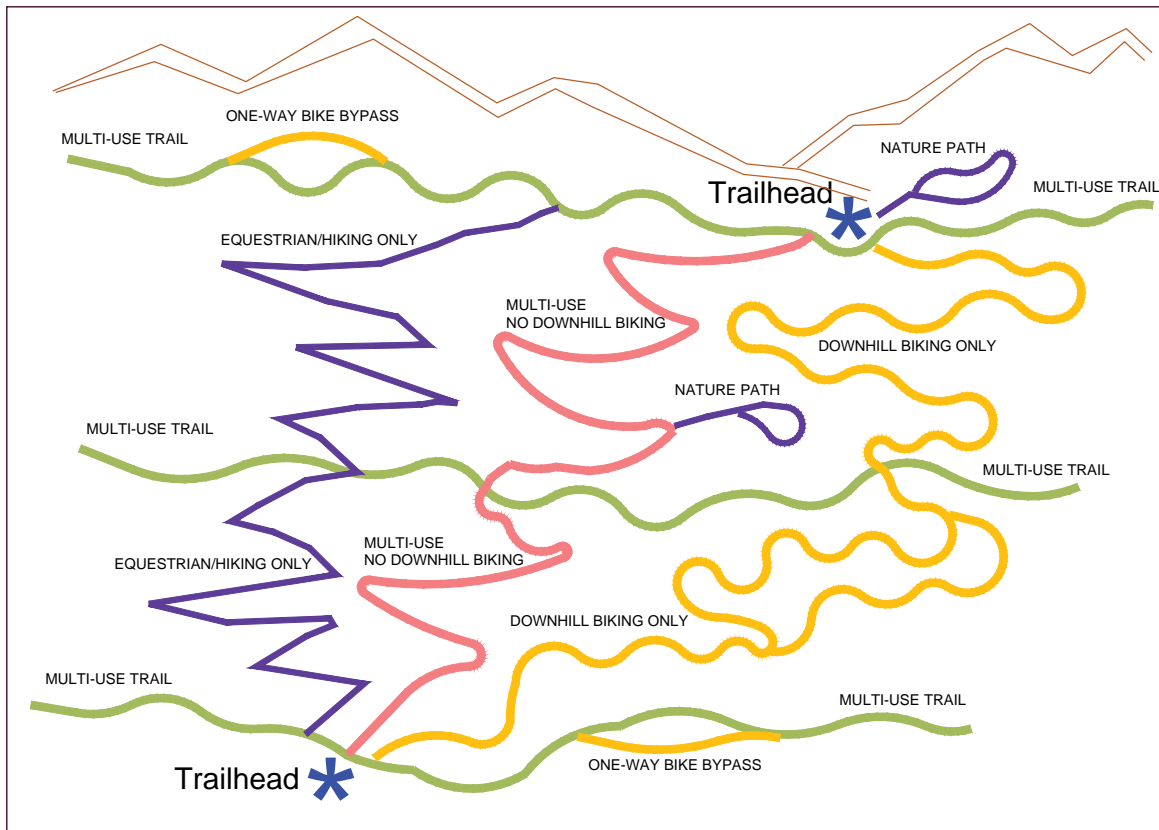 ONE-WAY BIKE BYPASS
MULTI-USE TRAIL
NATURE PATH
Trailhead
MULTI-USE TRAIL
EQUESTRIAN/HIKING ONLY
MULTI-USE
NO DOWNHILL BIKING
DOWNHILL BIKING ONLY
NATURE PATH
MULTI-USE TRAIL
MULTI-USE TRAIL
MULTI-USE
NO DOWNHILL BIKING
EQUESTRIAN/HIKING ONLY
DOWNHILL BIKING ONLY
MULTI-USE TRAIL
MULTI-USE TRAIL
ONE-WAY BIKE BYPASS
Trailhead